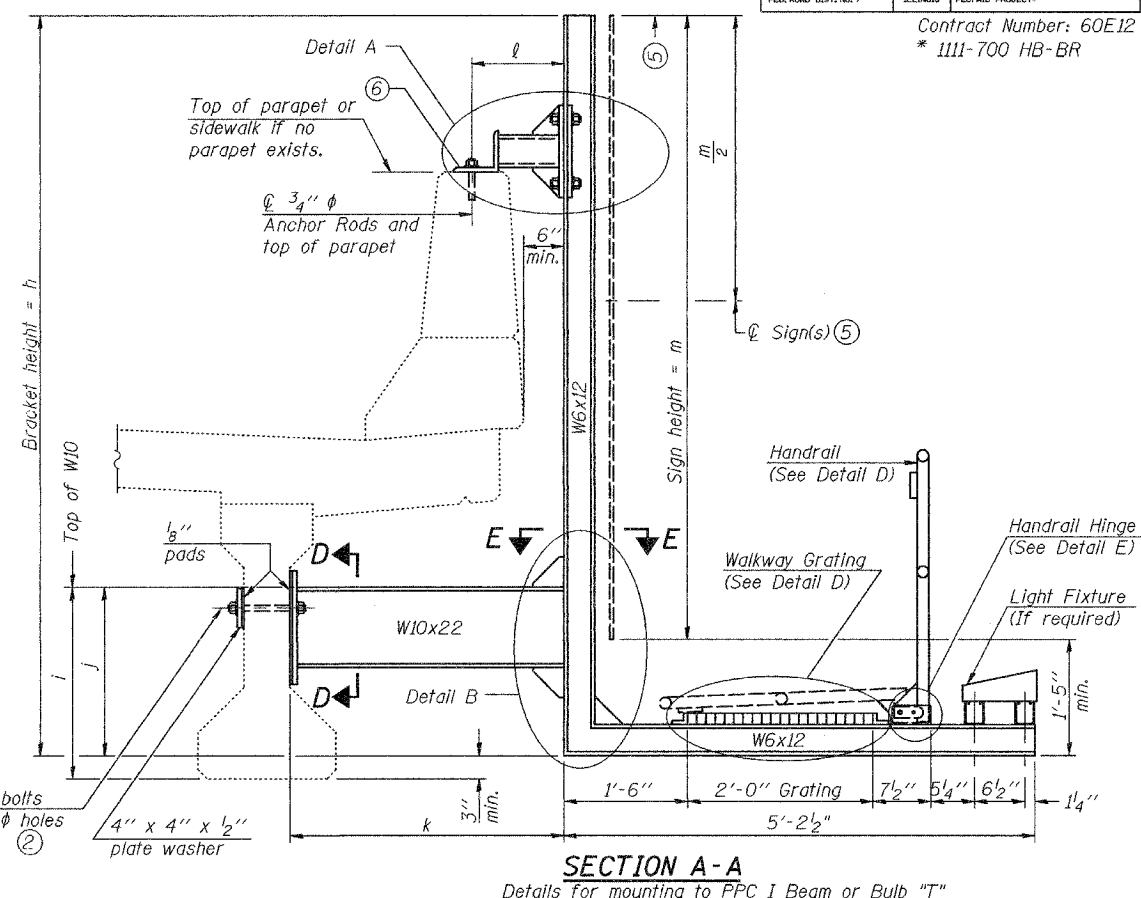 Contract Number: 60E12
* 1111-700 HB-BR
Detail A
ℓ
⑤
⑥
Top of parapet or
sidewalk if no
parapet exists.
m/2
℄ 3/4" ϕ
Anchor Rods and
top of parapet
6"
min.
℄ Sign(s) ⑤
Bracket height = h
W6x12
Sign height = m
Handrail
(See Detail D)
Top of W10
1/8"
pads
D
E
E
Walkway Grating
(See Detail D)
Handrail Hinge
(See Detail E)
Light Fixture
(If required)
W10x22
i
j
D
Detail B
1'-5"
min.
W6x12
bolts
ϕ holes
②
4" x 4" x 1/2"
plate washer
k
3"
min.
1'-6"
2'-0" Grating
7 1/2"
5 1/4"
6 1/2"
1 1/4"
5'-2 1/2"
SECTION A-A
Details for mounting to PPC I Beam or Bulb "T"